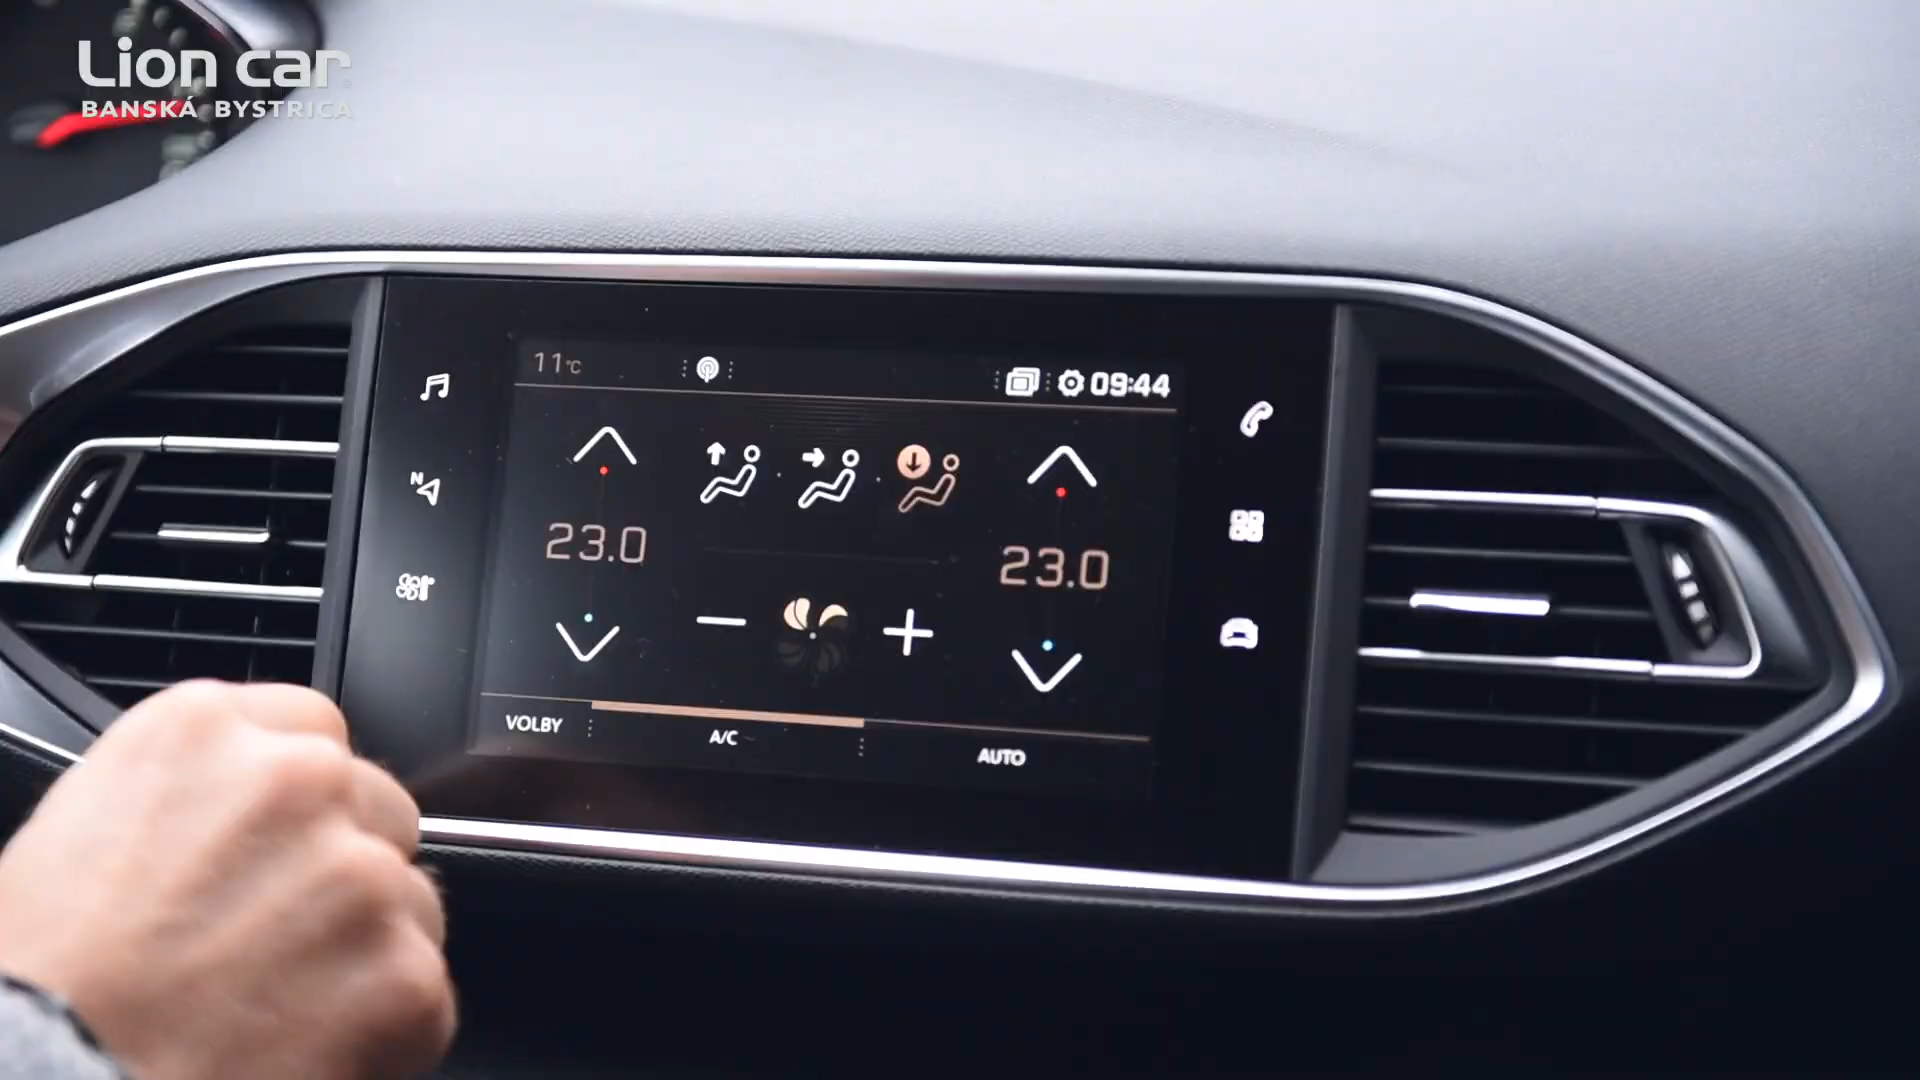 Lion car
BANSKÁ BYSTRICA
11°C
09:44
N
23.0
23.0
VOLBY
A/C
AUTO